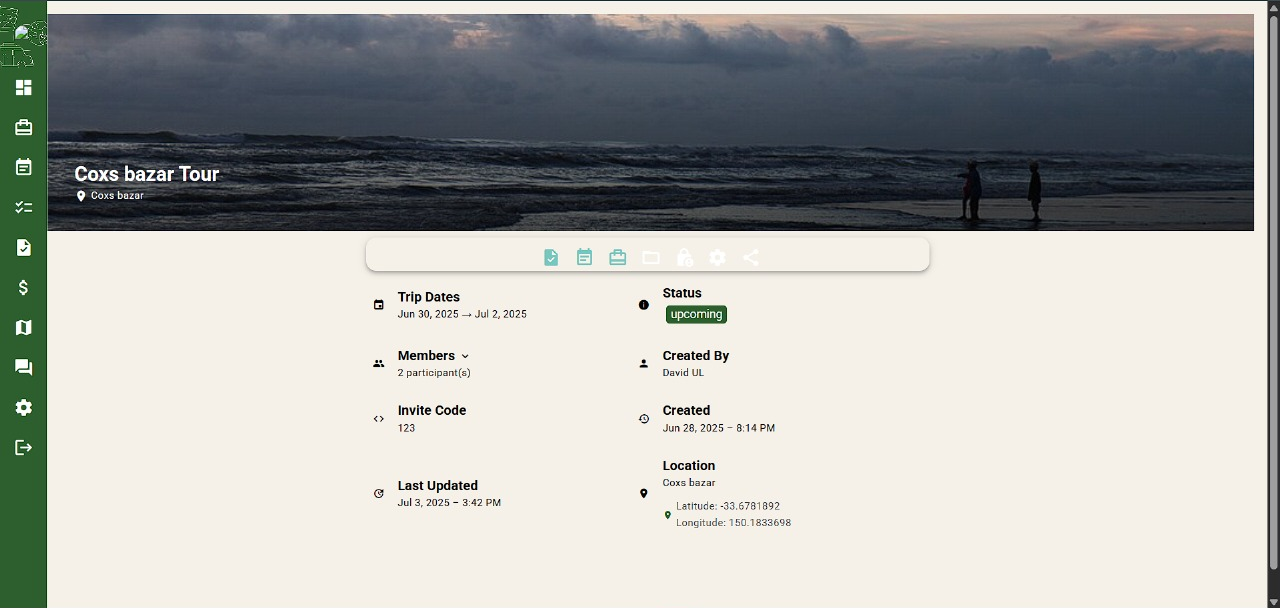 Coxs bazar Tour
Coxs bazar
Trip Dates
Jun 30, 2025 → Jul 2, 2025
Status
upcoming
Members
2 participant(s)
Created By
David UL
Invite Code
123
Created
Jun 28, 2025 – 8:14 PM
Last Updated
Jul 3, 2025 – 3:42 PM
Location
Coxs bazar
Latitude: -33.6781892
Longitude: 150.1833698